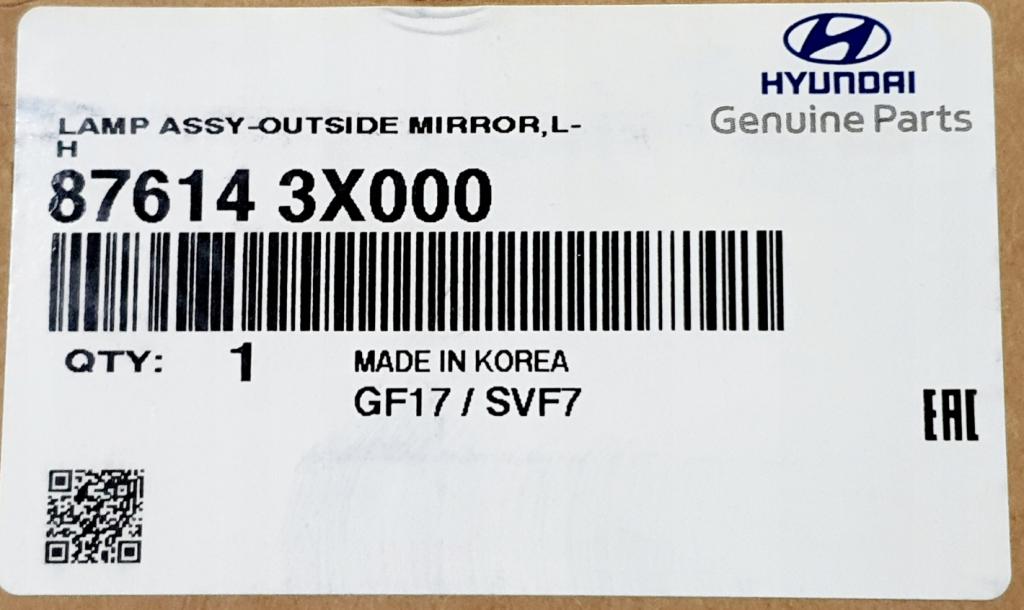 HYUNDAI
Genuine Parts
LAMP ASSY-OUTSIDE MIRROR,L-
H
87614 3X000
QTY: 1 MADE IN KOREA
GF17 / SVF7
EAC